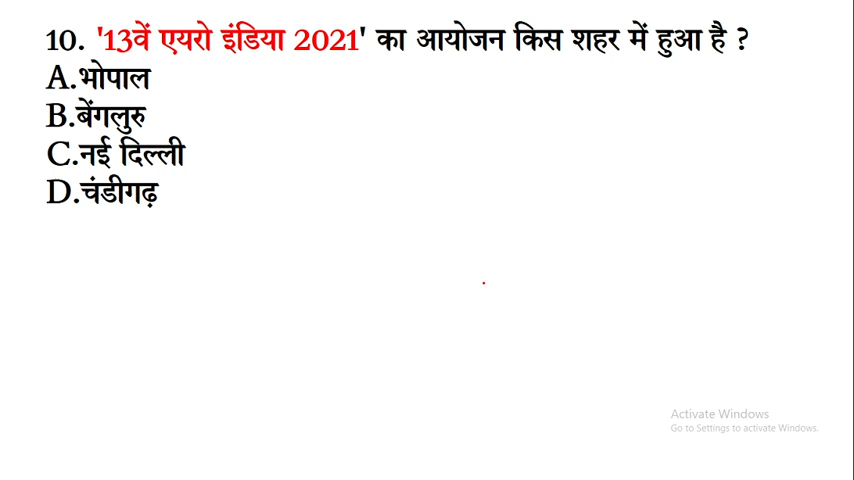 10. '13वें एयरो इंडिया 2021' का आयोजन किस शहर में हुआ है ?
A.भोपाल
B.बेंगलुरु
C.नई दिल्ली
D.चंडीगढ़
Activate Windows
Go to Settings to activate Windows.